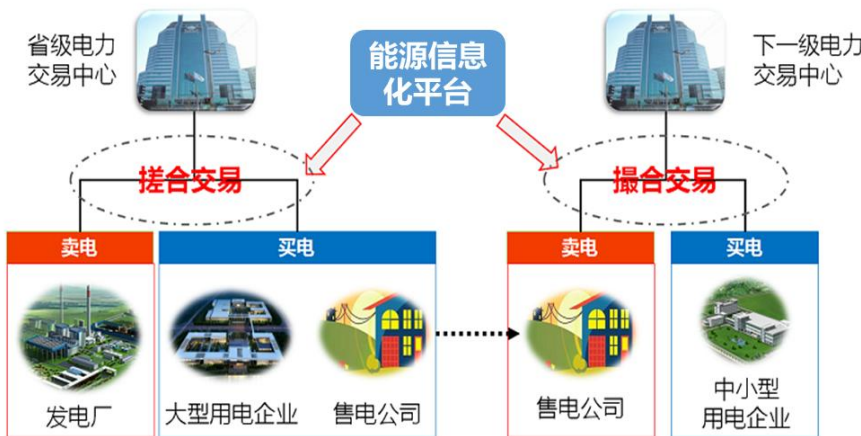 省级电力
交易中心
能源信息
化平台
下一级电力
交易中心
搓合交易
撮合交易
卖电
买电
卖电
买电
发电厂
大型用电企业
售电公司
售电公司
中小型
用电企业